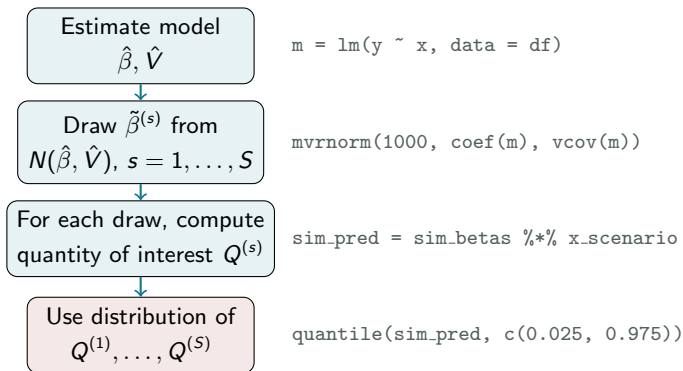 Estimate model
β̂, V̂
m = lm(y ~ x, data = df)
Draw β̃⁽ˢ⁾ from
N(β̂, V̂), s = 1, . . . , S
mvrnorm(1000, coef(m), vcov(m))
For each draw, compute
quantity of interest Q⁽ˢ⁾
sim_pred = sim_betas %*% x_scenario
Use distribution of
Q⁽¹⁾, . . . , Q⁽ˢ⁾
quantile(sim_pred, c(0.025, 0.975))